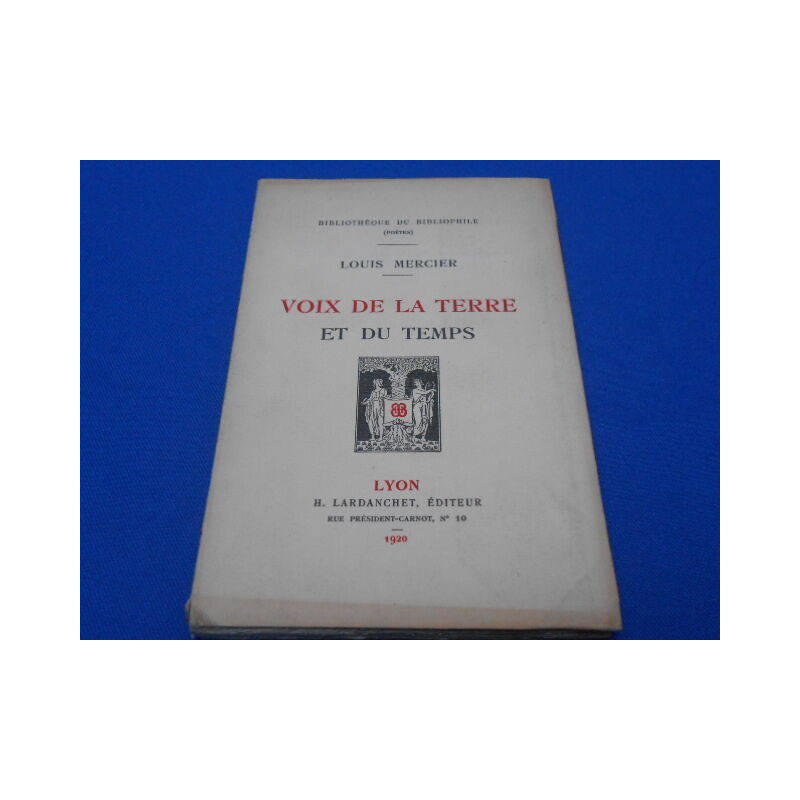 BIBLIOTHÈQUE DU BIBLIOPHILE
(POÈTES)
LOUIS MERCIER
VOIX DE LA TERRE
ET DU TEMPS
LYON
H. LARDANCHET, ÉDITEUR
RUE PRÉSIDENT-CARNOT, N° 10
1920